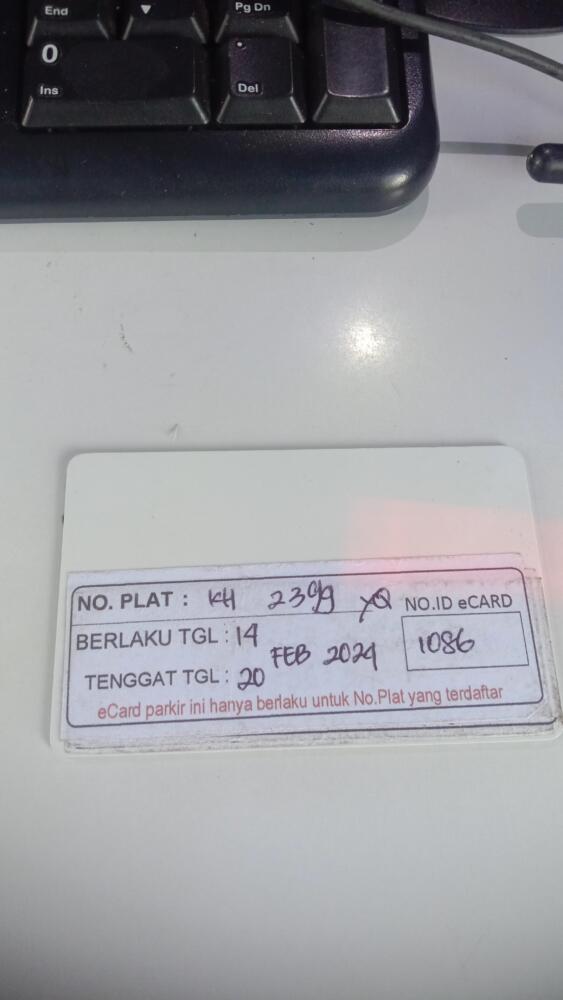 End ▼ Pg Dn
0 .
Ins Del
NO. PLAT : KH 2399 YQ
NO.ID eCARD
BERLAKU TGL : 14
1086
FEB 2024
TENGGAT TGL : 20
eCard parkir ini hanya berlaku untuk No.Plat yang terdaftar